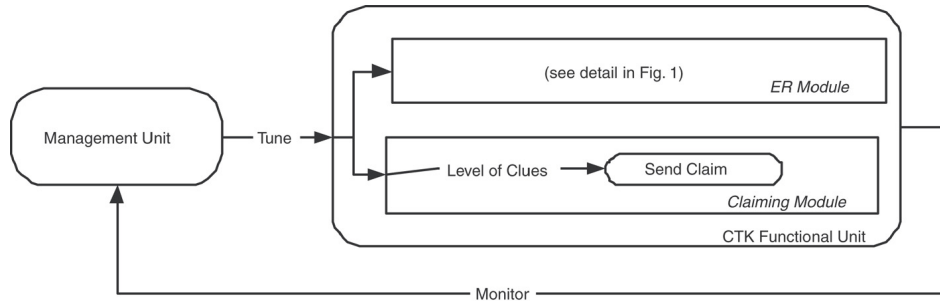 (see detail in Fig. 1)
ER Module
Management Unit
Tune
Level of Clues
Send Claim
Claiming Module
CTK Functional Unit
Monitor